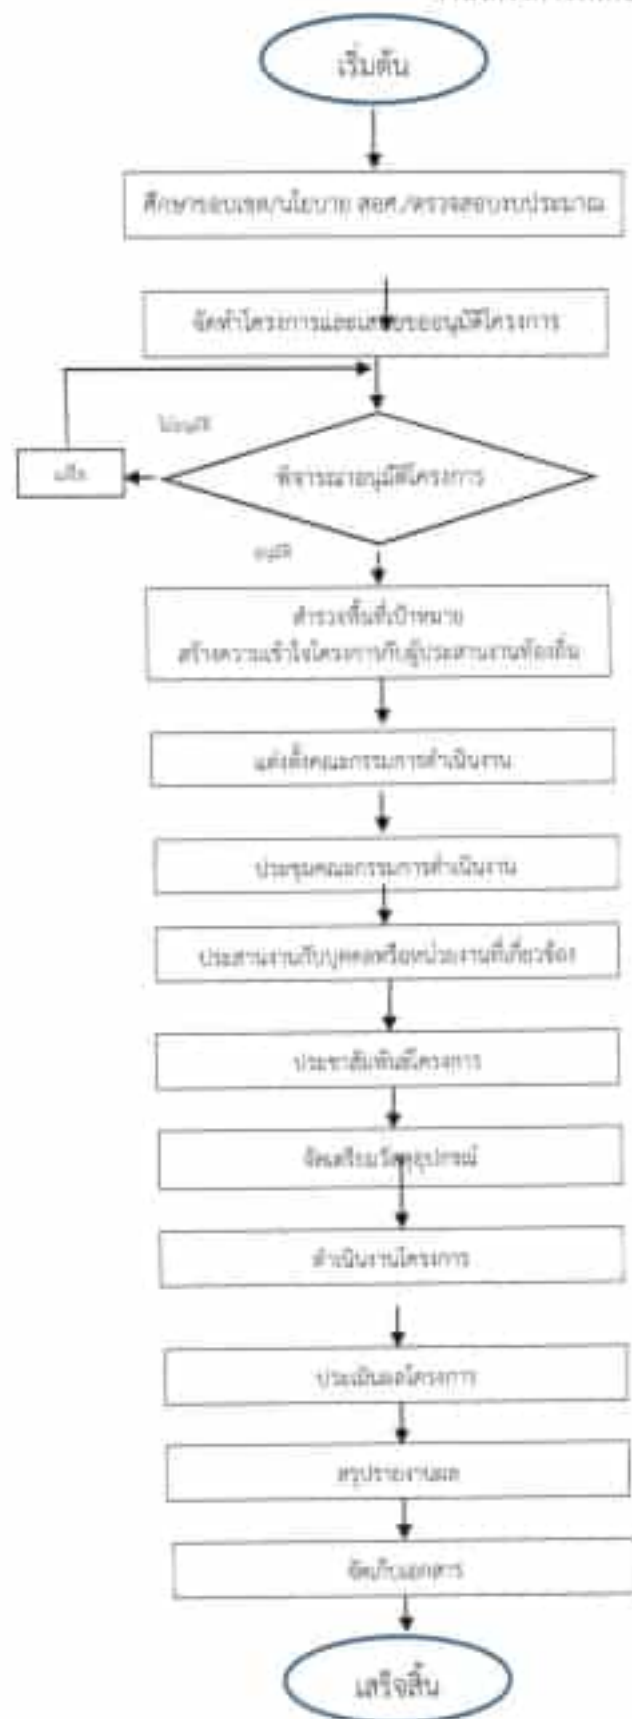 เริ่มต้น
ศึกษาขอบเขต/นโยบาย สอศ./ตรวจสอบงบประมาณ
จัดทำโครงการและเสนอขออนุมัติโครงการ
ไม่อนุมัติ
แก้ไข
พิจารณาอนุมัติโครงการ
อนุมัติ
สำรวจพื้นที่เป้าหมาย
สร้างความเข้าใจโครงการกับผู้ประสานงานท้องถิ่น
แต่งตั้งคณะกรรมการดำเนินงาน
ประชุมคณะกรรมการดำเนินงาน
ประสานงานกับบุคคลหรือหน่วยงานที่เกี่ยวข้อง
ประชาสัมพันธ์โครงการ
จัดเตรียมวัสดุอุปกรณ์
ดำเนินงานโครงการ
ประเมินผลโครงการ
สรุปรายงานผล
จัดเก็บเอกสาร
เสร็จสิ้น